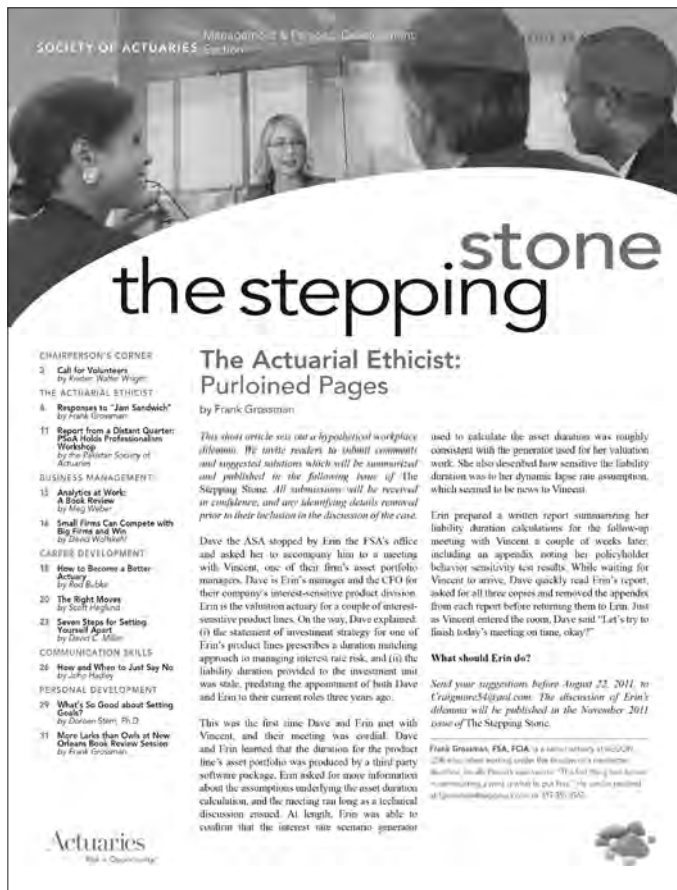 SOCIETY OF ACTUARIES
Management & Personal Development
Section
stone
the stepping
CHAIRPERSON'S CORNER
2 Call for Volunteers
THE ACTUARIAL ETHICIST
6 Responses to "Jam Sandwich"
by Frank Grossman
11 Report from a Distant Quarter:
PSoA Holds Professionalism
Workshop
by the Pakistan Society of
Actuaries
BUSINESS MANAGEMENT
15 Analytics at Work:
A Book Review
by Meg Weber
16 Small Firms Can Compete with
Big Firms and Win
by David
CAREER DEVELOPMENT
18 How to Become a Better
Actuary
by Rod Bubke
20 The Right Moves
by Scott Haglund
23 Seven Steps for Setting
Yourself Apart
by David C. Miller
COMMUNICATION SKILLS
26 How and When to Just Say No
by John Hadley
PERSONAL DEVELOPMENT
29 What's So Good about Setting
Goals?
by Doreen Stern, Ph.D.
31 More Larks than Owls at New
Orleans Book Review Session
by Frank Grossman
The Actuarial Ethicist:
Purloined Pages
by Frank Grossman
This short article sets out a hypothetical workplace
dilemma. We invite readers to submit comments
and suggested solutions which will be summarized
and published in the following issue of The
Stepping Stone. All submissions will be received
in confidence, and any identifying details removed
prior to their inclusion in the discussion of the case.
Dave the ASA stopped by Erin the FSA's office
and asked her to accompany him to a meeting
with Vincent, one of their firm's asset portfolio
managers. Dave is Erin's manager and the CFO for
their company's interest-sensitive product division.
Erin is the valuation actuary for a couple of interest-
sensitive product lines. On the way, Dave explained:
(i) the statement of investment strategy for one of
Erin's product lines prescribes a duration matching
approach to managing interest rate risk, and (ii) the
liability duration provided to the investment unit
was stale, predating the appointment of both Dave
and Erin to their current roles three years ago.
This was the first time Dave and Erin met with
Vincent, and their meeting was cordial. Dave
and Erin learned that the duration for the product
line's asset portfolio was produced by a third party
software package. Erin asked for more information
about the assumptions underlying the asset duration
calculation, and the meeting ran long as a technical
discussion ensued. At length, Erin was able to
confirm that the interest rate scenario generator
used to calculate the asset duration was roughly
consistent with the generator used for her valuation
work. She also described how sensitive the liability
duration was to her dynamic lapse rate assumption,
which seemed to be news to Vincent.
Erin prepared a written report summarizing her
liability duration calculations for the follow-up
meeting with Vincent a couple of weeks later,
including an appendix noting her policyholder
behavior sensitivity test results. While waiting for
Vincent to arrive, Dave quickly read Erin's report,
asked for all three copies and removed the appendix
from each report before returning them to Erin. Just
as Vincent entered the room, Dave said "Let's try to
finish today's meeting on time, okay?"
What should Erin do?
Send your suggestions before August 22, 2011, to
Craigmore54@aol.com. The discussion of Erin's
dilemma will be published in the November 2011
issue of The Stepping Stone.
Frank Grossman, FSA, FCIA,
Actuaries
Risk is Opportunity